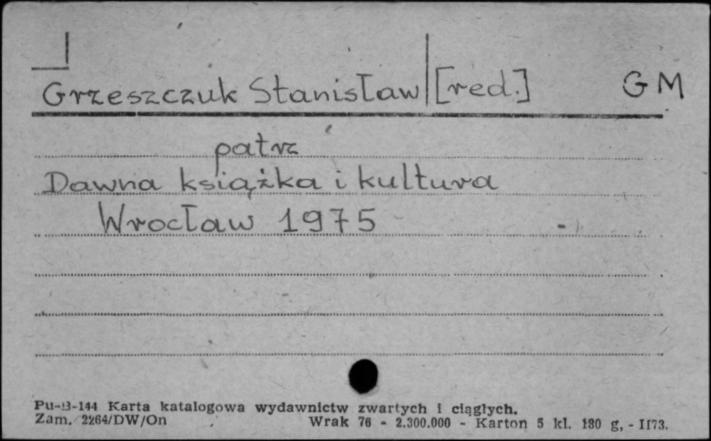 Grzeszczuk Stanisław [red.] GM
patrz
Dawna książka i kultura
Wrocław 1975
Pu-B-144 Karta katalogowa wydawnictw zwartych i ciągłych.
Zam. 2264/DW/On Wrak 76 - 2.300.000 - Karton 5 kl. 180 g, - II73.